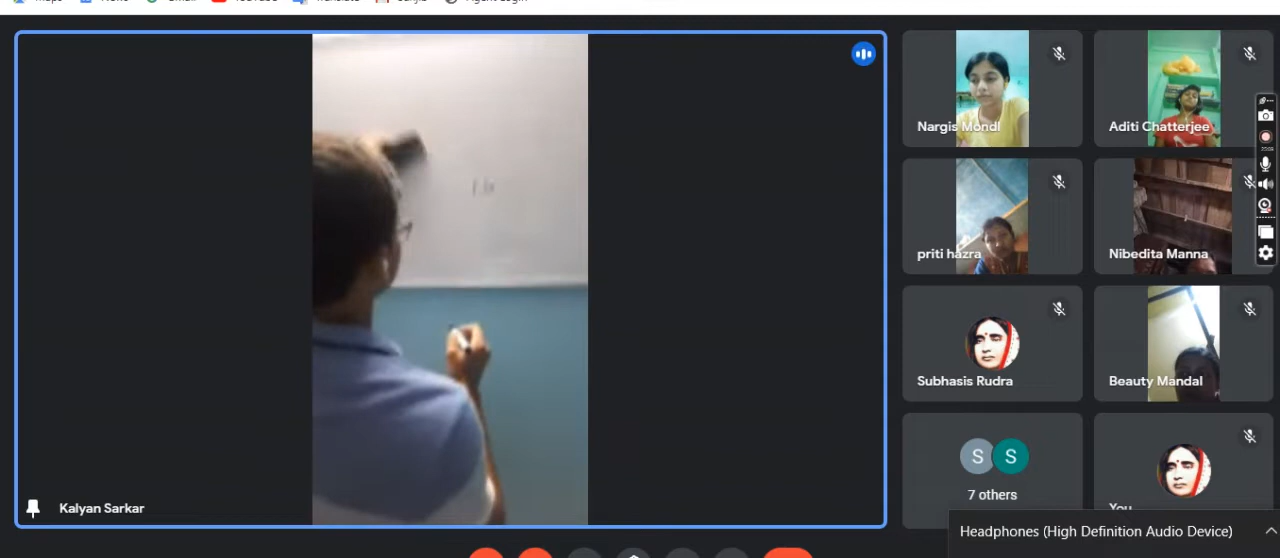 Nargis Mondl
Aditi Chatterjee
priti hazra
Nibedita Manna
Subhasis Rudra
Beauty Mandal
S
S
7 others
You
Kalyan Sarkar
Headphones (High Definition Audio Device)